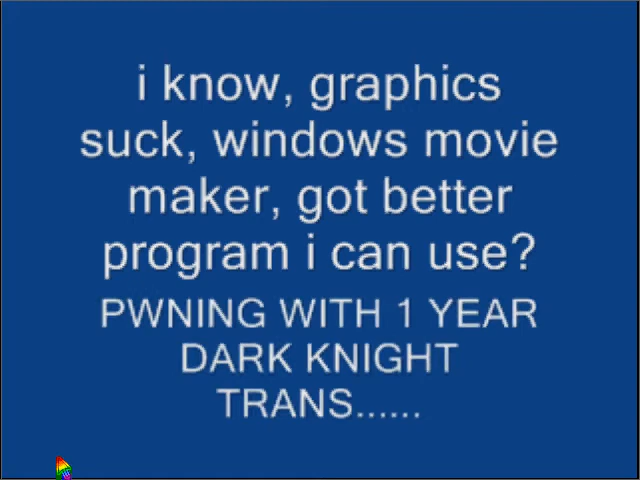 i know, graphics
suck, windows movie
maker, got better
program i can use?
PWNING WITH 1 YEAR
DARK KNIGHT
TRANS......